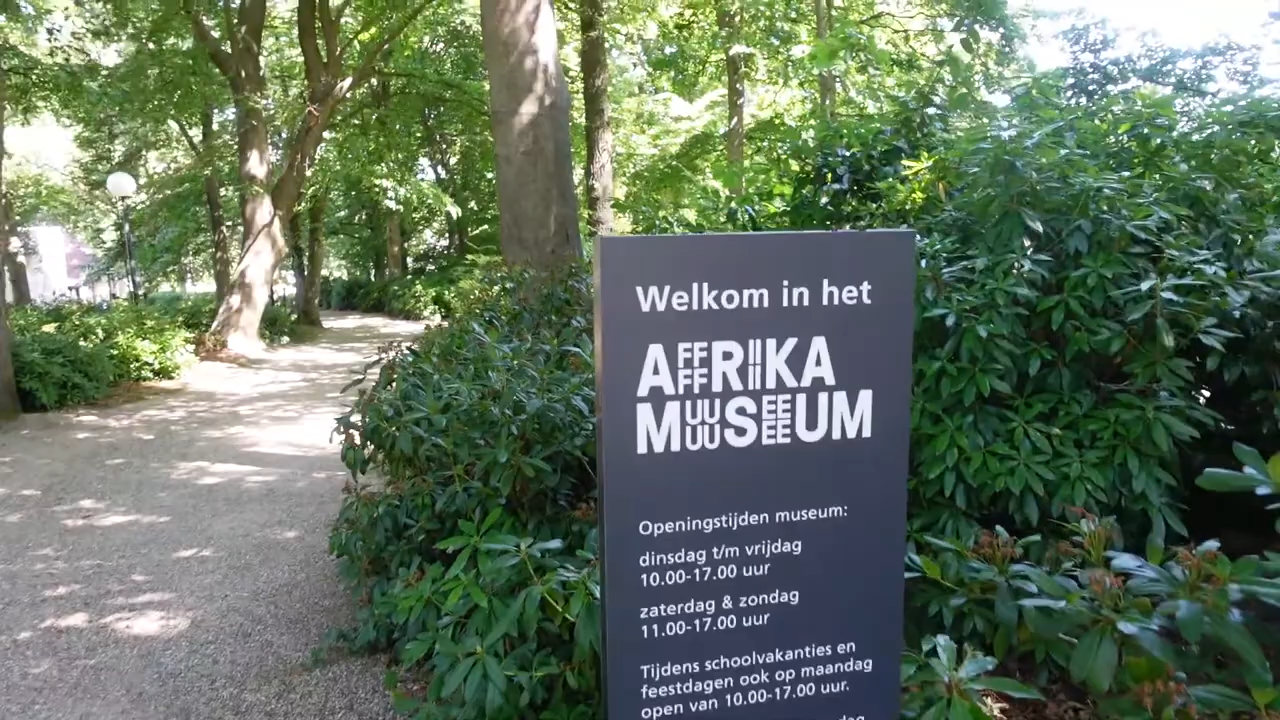 Welkom in het
AFRIKA
MUSEUM
Openingstijden museum:
dinsdag t/m vrijdag
10.00-17.00 uur
zaterdag & zondag
11.00-17.00 uur
Tijdens schoolvakanties en
feestdagen ook op maandag
open van 10.00-17.00 uur.